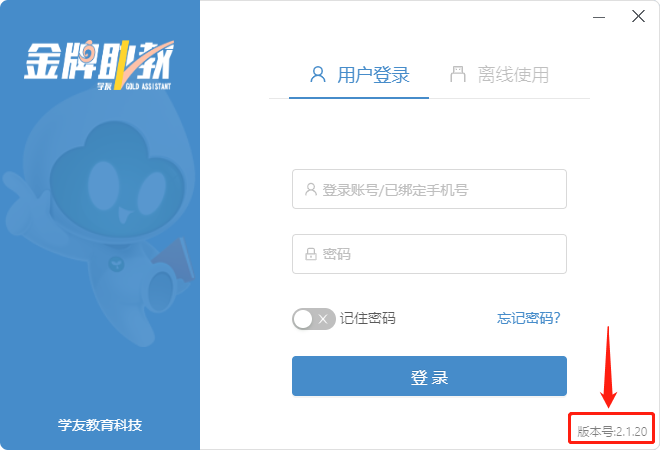 金牌助教
学友 GOLD ASSISTANT
用户登录 离线使用
登录账号/已绑定手机号
密码
记住密码 忘记密码?
登录
学友教育科技
版本号:2.1.20